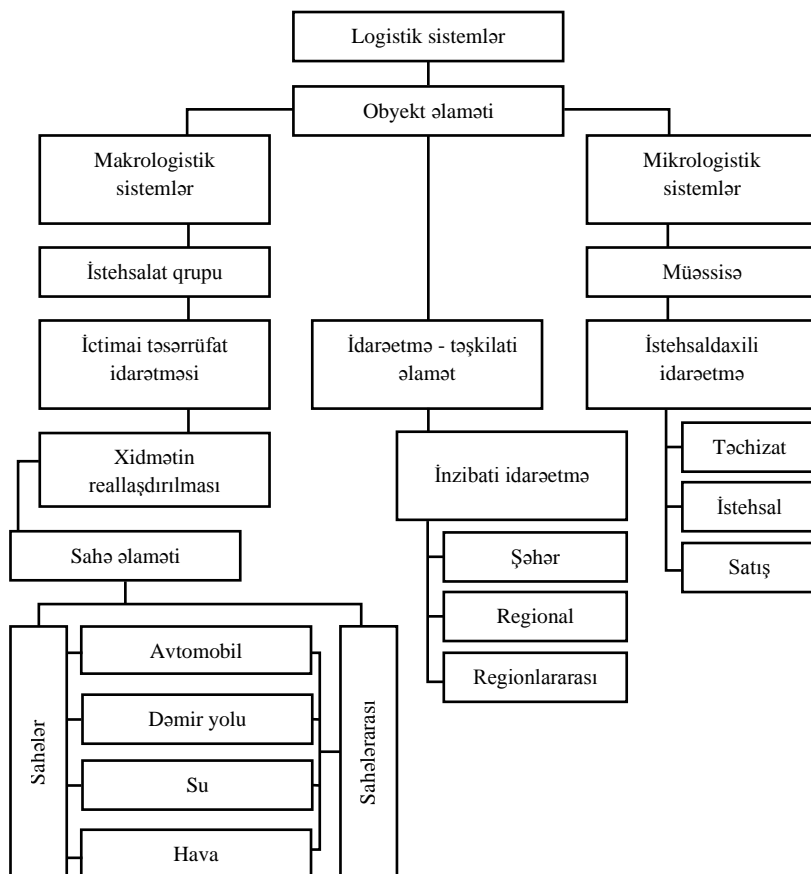 Logistik sistemlər
Obyekt əlaməti
Makrologistik
sistemlər
Mikrologistik
sistemlər
İstehsalat qrupu
Müəssisə
İctimai təsərrüfat
idarətməsi
İdarəetmə - təşkilati
əlamət
İstehsaldaxili
idarəetmə
Xidmətin
reallaşdırılması
İnzibati idarəetmə
Təchizat
İstehsal
Satış
Sahə əlaməti
Şəhər
Regional
Regionlararası
Sahələr
Avtomobil
Dəmir yolu
Su
Hava
Sahələrarası